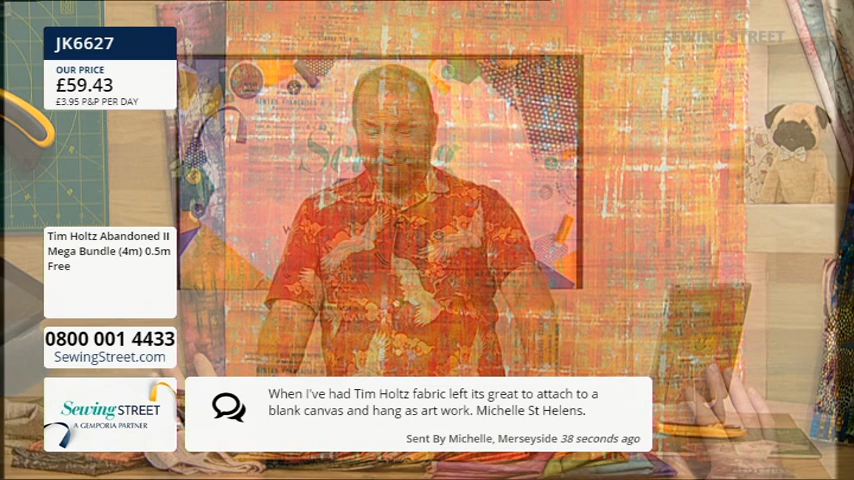 JK6627
OUR PRICE
£59.43
£3.95 P&P PER DAY
SEWING STREET
Tim Holtz Abandoned II
Mega Bundle (4m) 0.5m
Free
0800 001 4433
SewingStreet.com
Sewing STREET
A GEMPORIA PARTNER
When I've had Tim Holtz fabric left its great to attach to a
blank canvas and hang as art work. Michelle St Helens.
Sent By Michelle, Merseyside 38 seconds ago